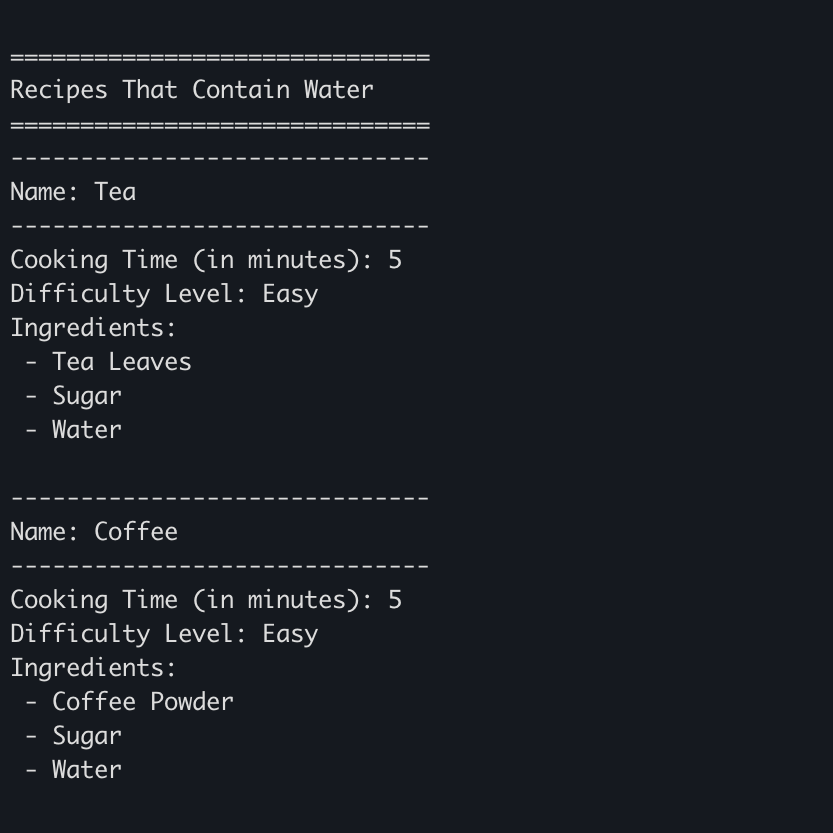 ==============================
Recipes That Contain Water
==============================
------------------------------
Name: Tea
------------------------------
Cooking Time (in minutes): 5
Difficulty Level: Easy
Ingredients:
 - Tea Leaves
 - Sugar
 - Water

------------------------------
Name: Coffee
------------------------------
Cooking Time (in minutes): 5
Difficulty Level: Easy
Ingredients:
 - Coffee Powder
 - Sugar
 - Water